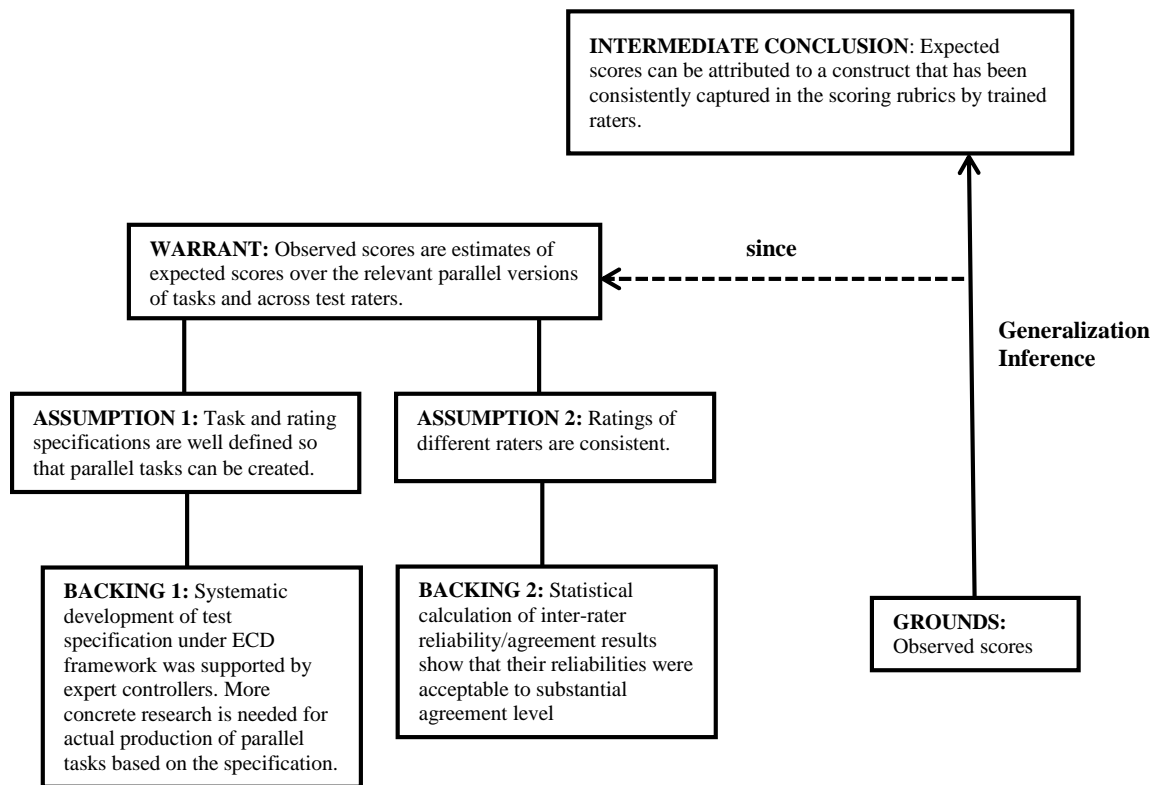 INTERMEDIATE CONCLUSION: Expected
scores can be attributed to a construct that has been
consistently captured in the scoring rubrics by trained
raters.
WARRANT: Observed scores are estimates of
expected scores over the relevant parallel versions
of tasks and across test raters.
since
Generalization
Inference
ASSUMPTION 1: Task and rating
specifications are well defined so
that parallel tasks can be created.
ASSUMPTION 2: Ratings of
different raters are consistent.
BACKING 1: Systematic
development of test
specification under ECD
framework was supported by
expert controllers. More
concrete research is needed for
actual production of parallel
tasks based on the specification.
BACKING 2: Statistical
calculation of inter-rater
reliability/agreement results
show that their reliabilities were
acceptable to substantial
agreement level
GROUNDS:
Observed scores